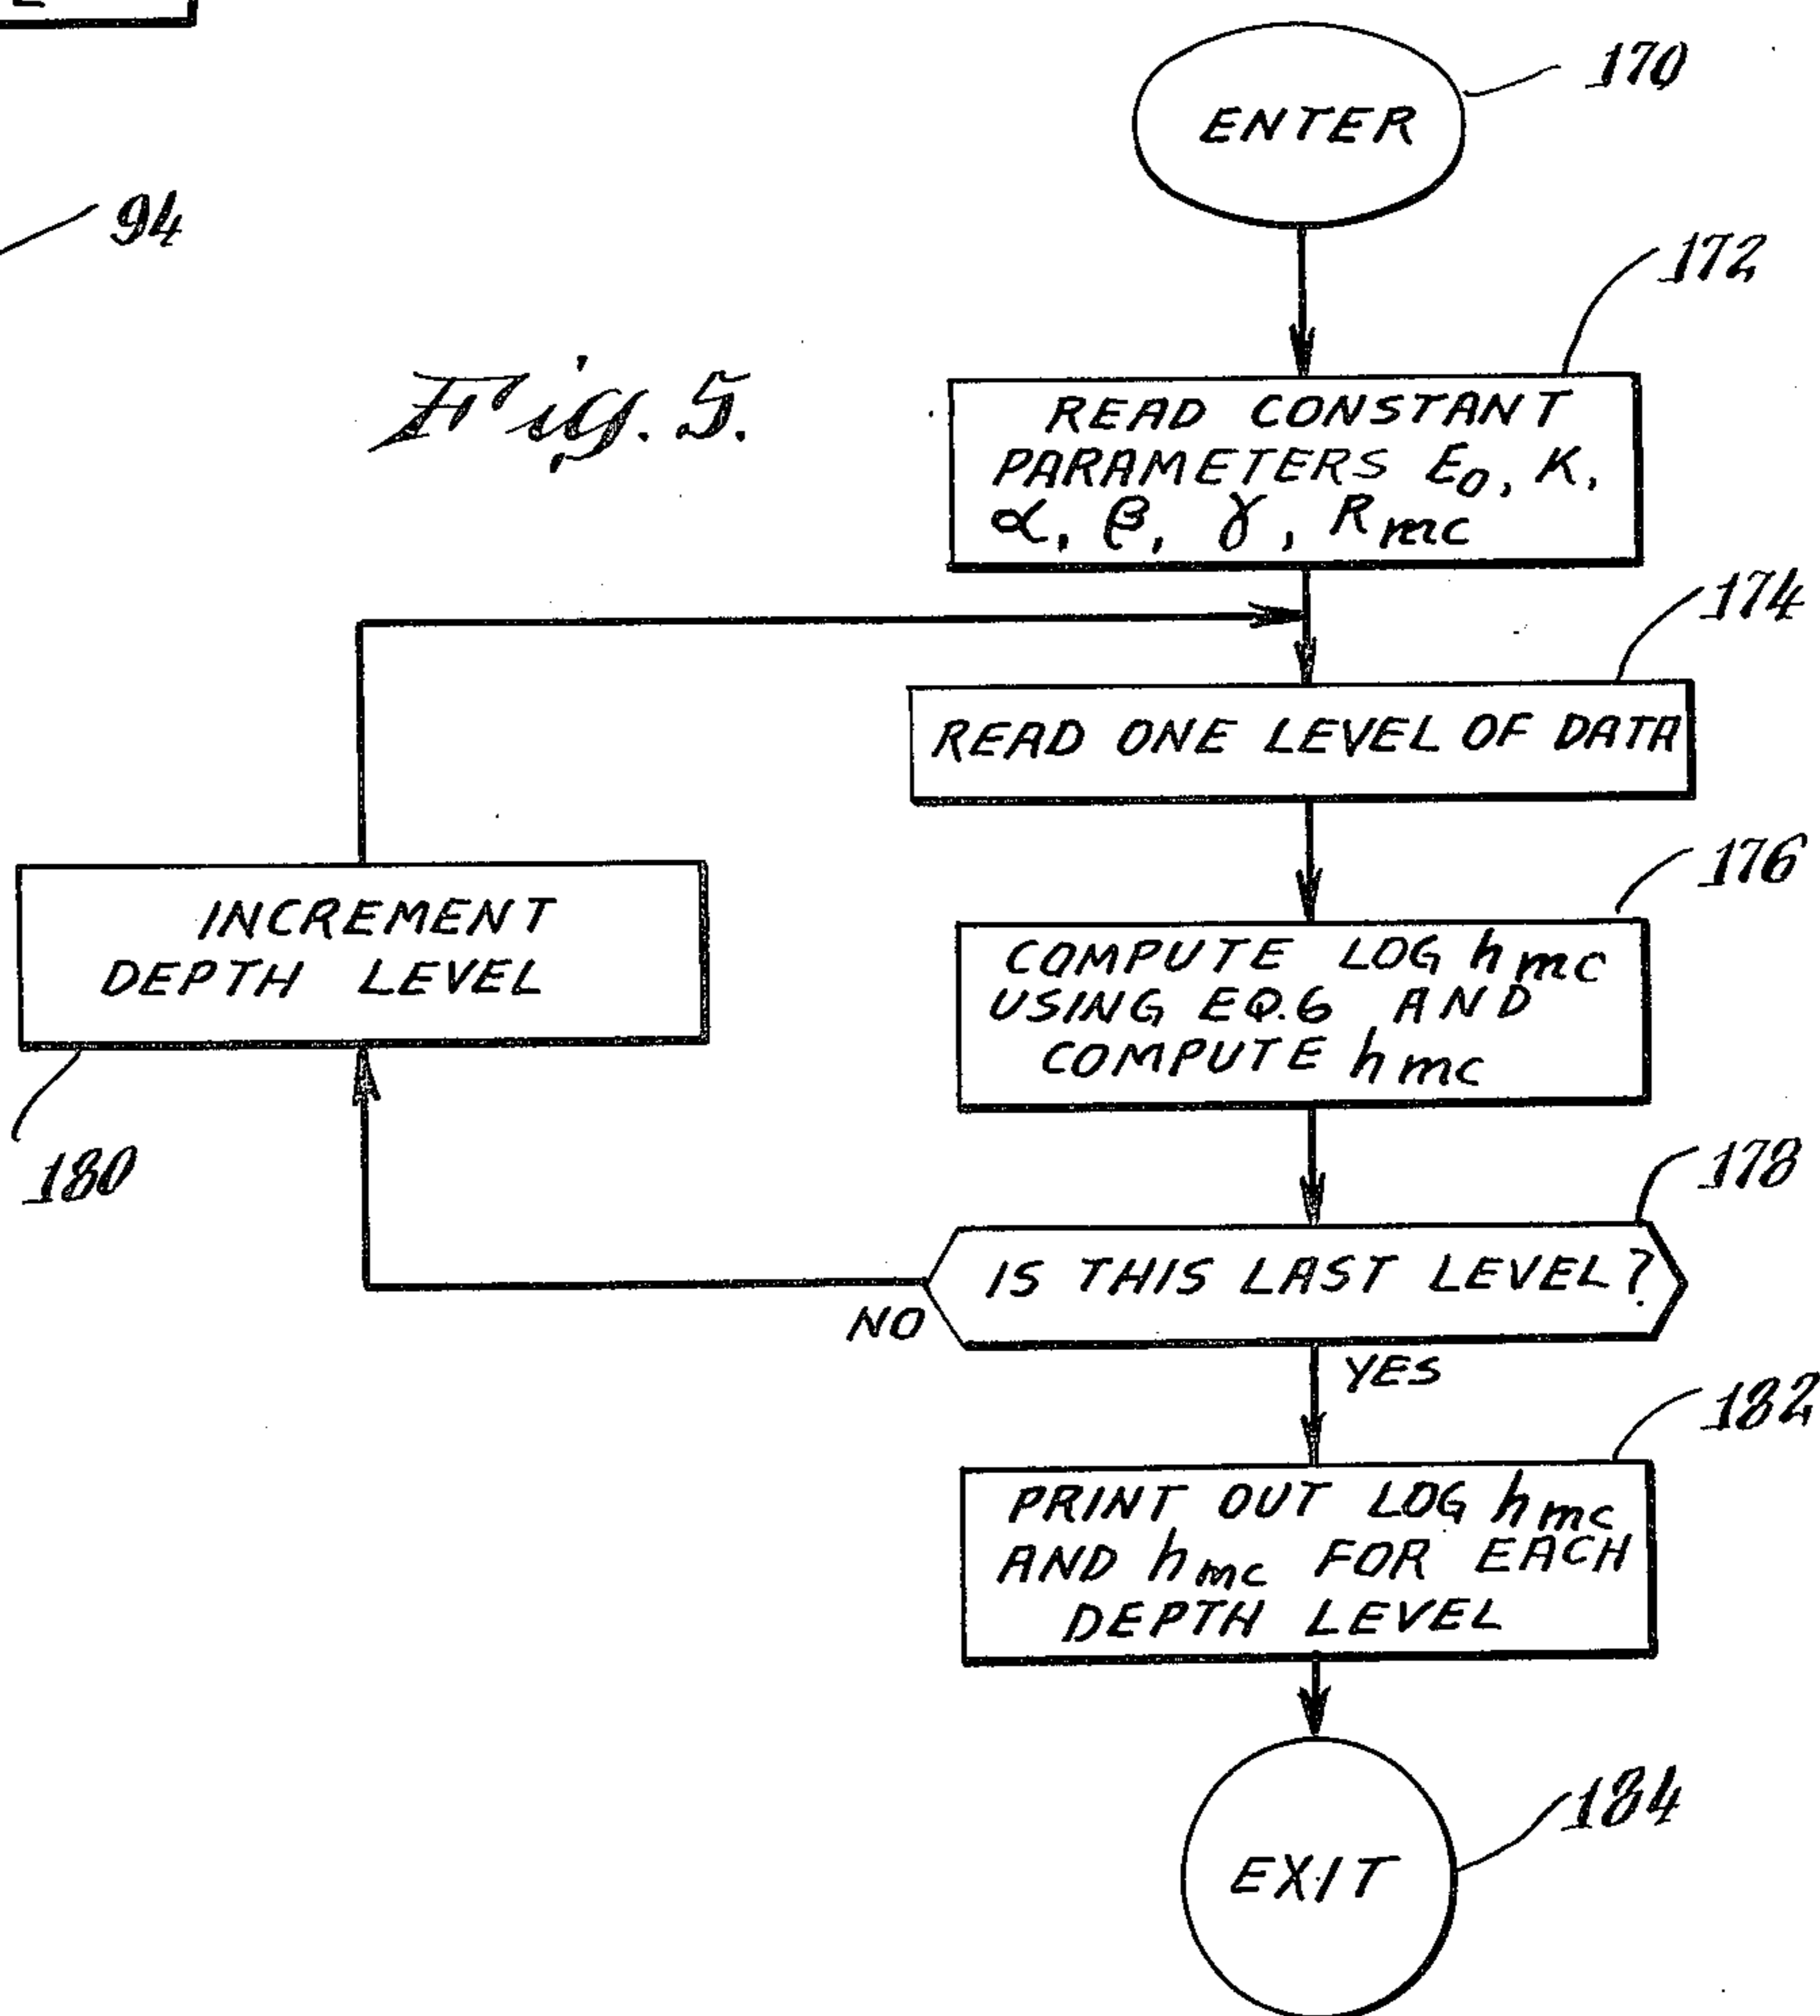 ENTER
170
94
172
Fig. 5.
READ CONSTANT
PARAMETERS E₀, K,
α, β, γ, Rmc
174
READ ONE LEVEL OF DATA
176
INCREMENT
DEPTH LEVEL
180
COMPUTE LOG hmc
USING EQ.6 AND
COMPUTE hmc
178
IS THIS LAST LEVEL?
NO
YES
182
PRINT OUT LOG hmc
AND hmc FOR EACH
DEPTH LEVEL
184
EXIT